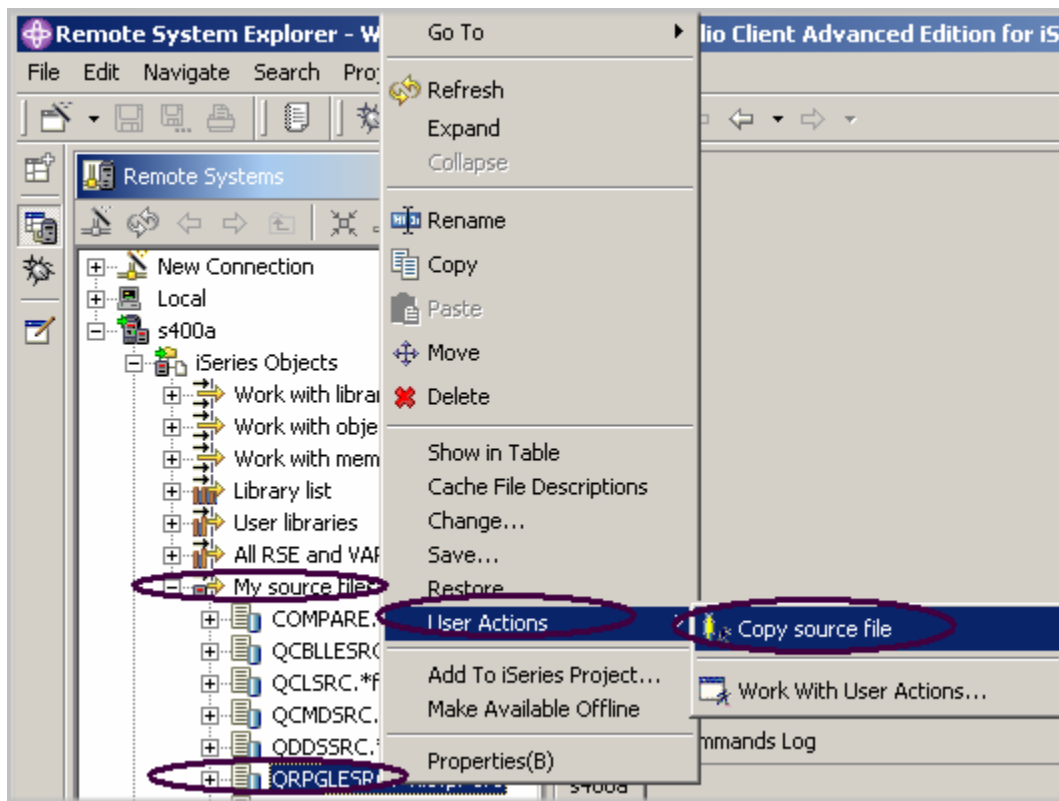 Remote System Explorer - W
lio Client Advanced Edition for iS
File Edit Navigate Search Pro
Remote Systems
New Connection
Local
s400a
iSeries Objects
Work with librar
Work with obje
Work with mem
Library list
User libraries
All RSE and VAR
My source files
COMPARE.
QCBLLESRC
QCLSRC.*f
QCMDSRC.
QDDSSRC.*
QRPGLESRC
Go To
Refresh
Expand
Collapse
Rename
Copy
Paste
Move
Delete
Show in Table
Cache File Descriptions
Change...
Save...
Restore
User Actions
Add To iSeries Project...
Make Available Offline
Properties(B)
Copy source file
Work With User Actions...
mmands Log
s400a